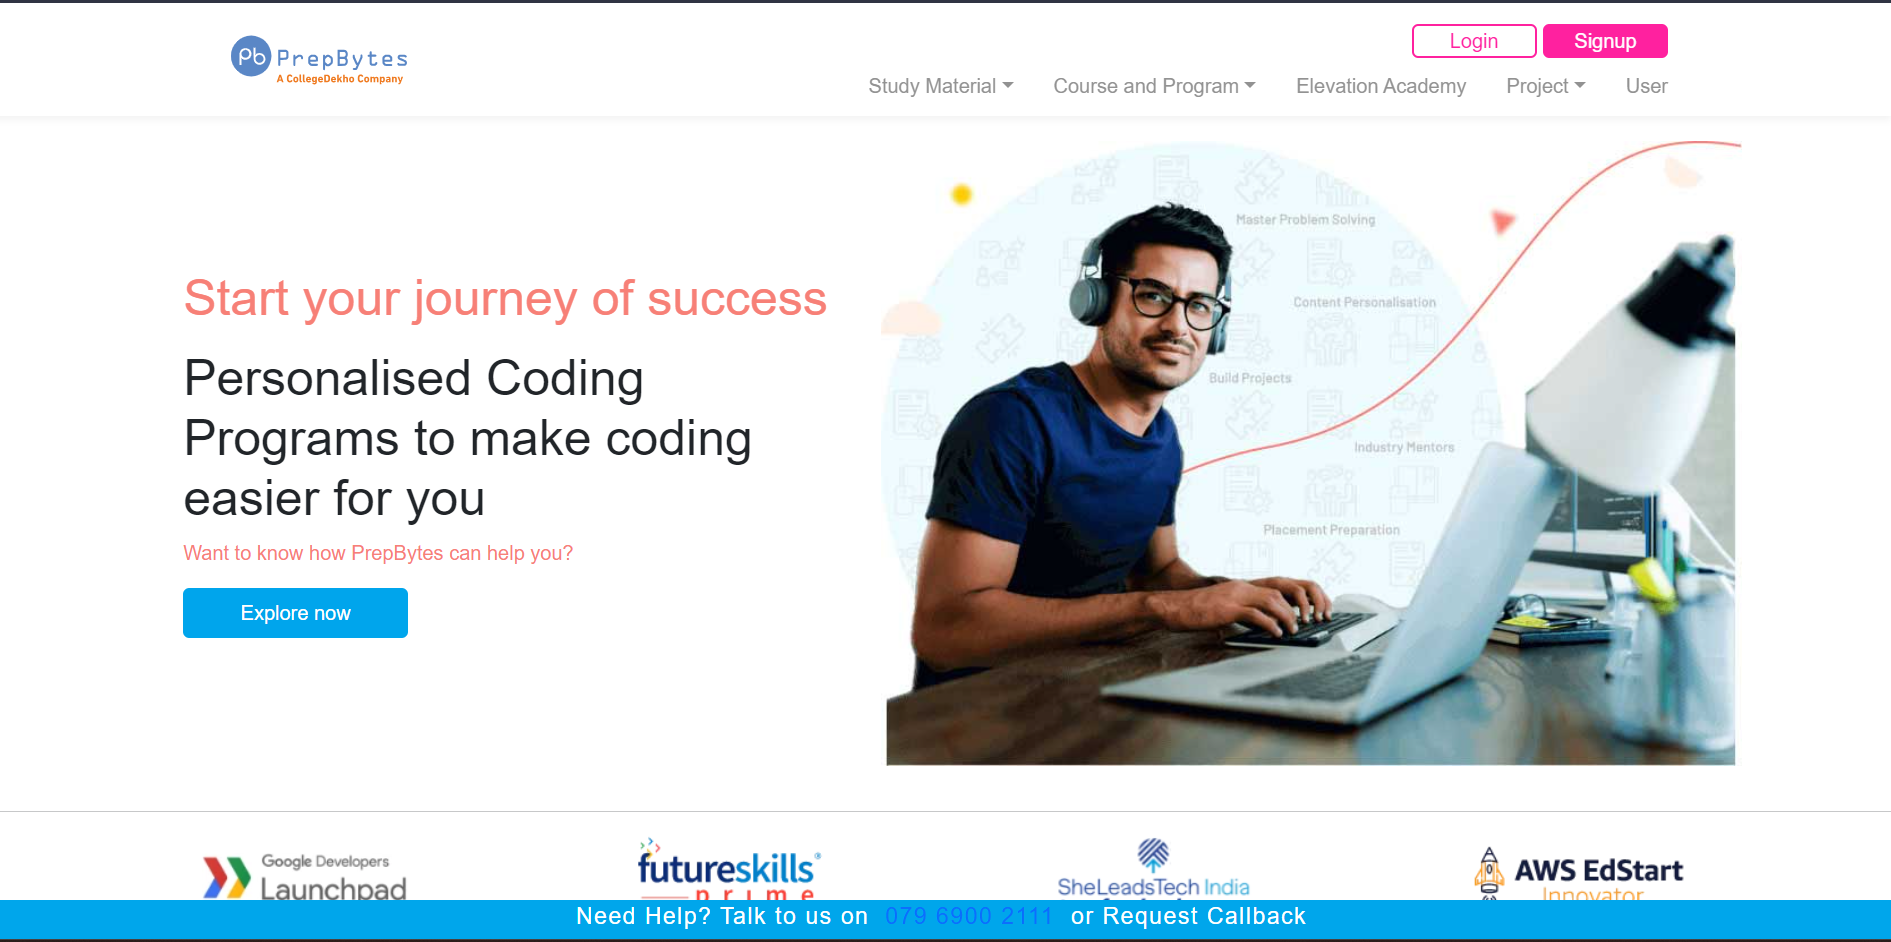 Login
Signup
Pb PrepBytes
A CollegeDekho Company
Study Material
Course and Program
Elevation Academy
Project
User
Master Problem Solving
Start your journey of success
Content Personalisation
Personalised Coding
Programs to make coding
easier for you
Build Projects
Industry Mentors
Placement Preparation
Want to know how PrepBytes can help you?
Explore now
Google Developers
Launchpad
futureskills
prime
SheLeadsTech India
AWS EdStart
Innovator
Need Help? Talk to us on 079 6900 2111 or Request Callback